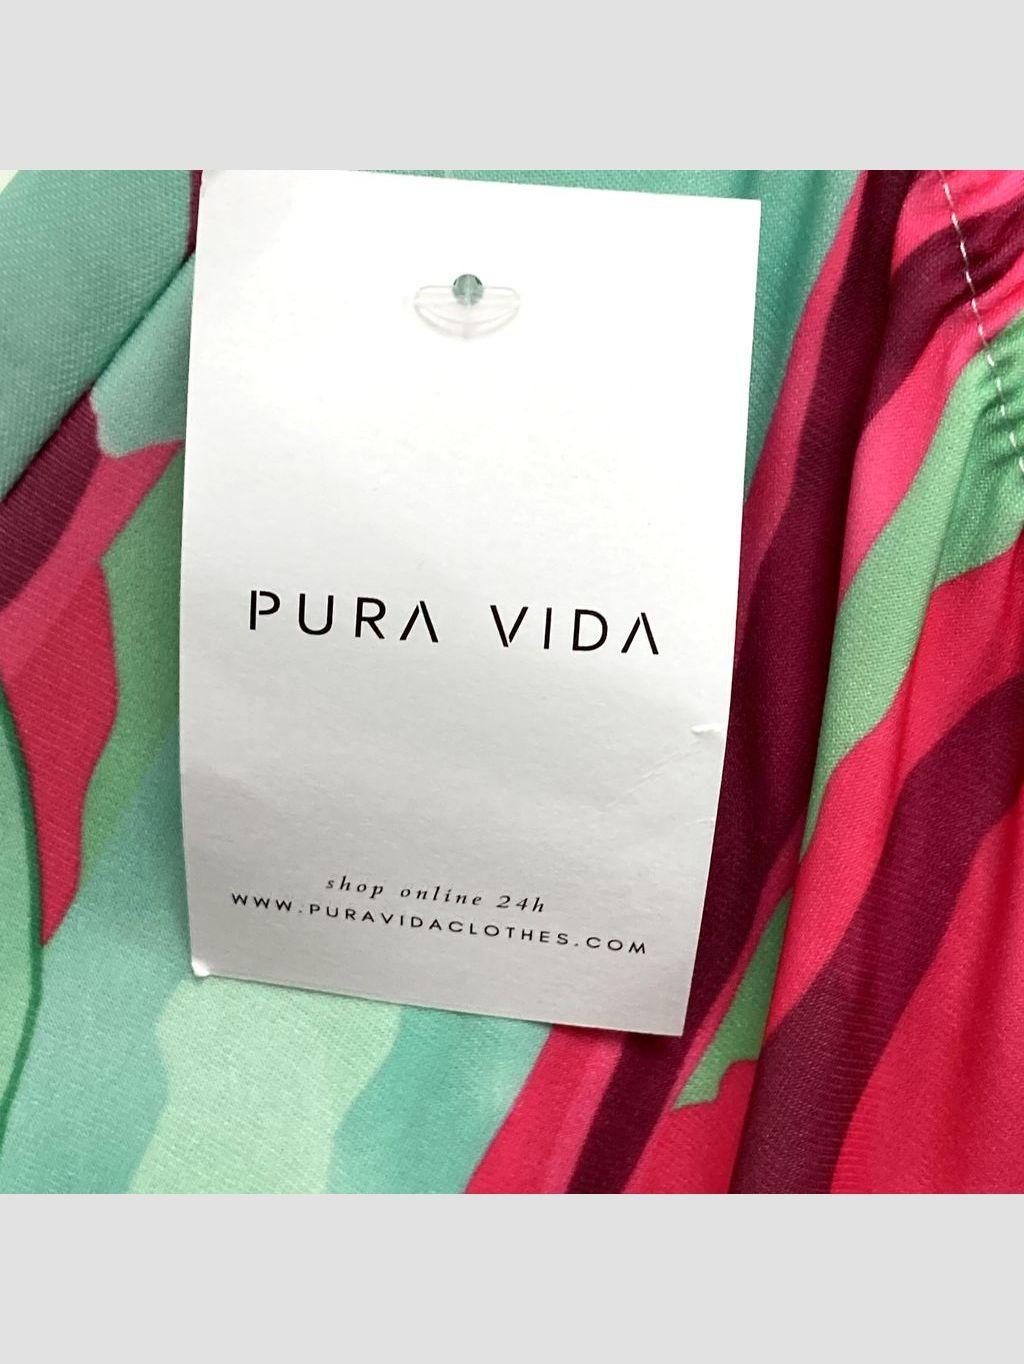 PURA VIDA
shop online 24h
WWW.PURAVIDACLOTHES.COM